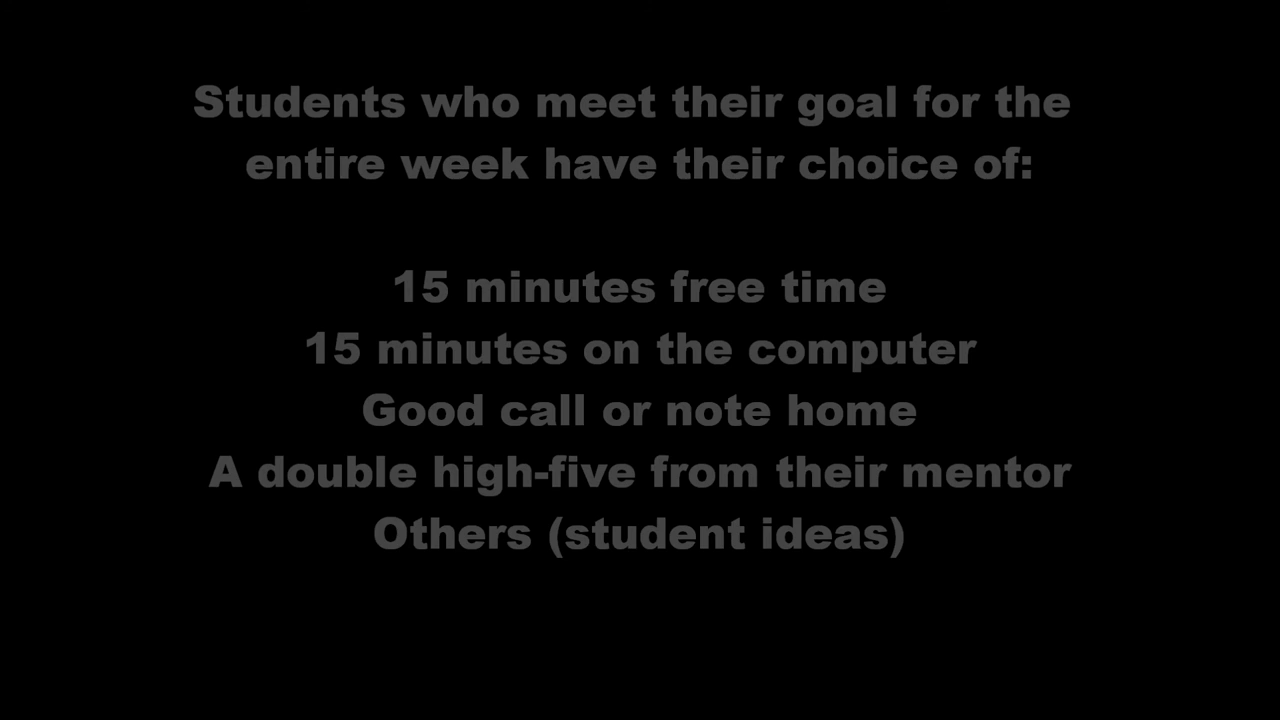 Students who meet their goal for the
entire week have their choice of:
15 minutes free time
15 minutes on the computer
Good call or note home
A double high-five from their mentor
Others (student ideas)